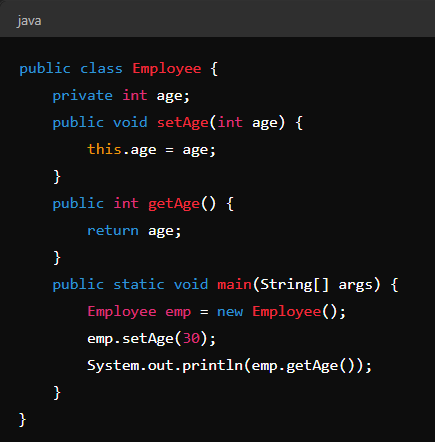 java
public class Employee {
    private int age;
    public void setAge(int age) {
        this.age = age;
    }
    public int getAge() {
        return age;
    }
    public static void main(String[] args) {
        Employee emp = new Employee();
        emp.setAge(30);
        System.out.println(emp.getAge());
    }
}